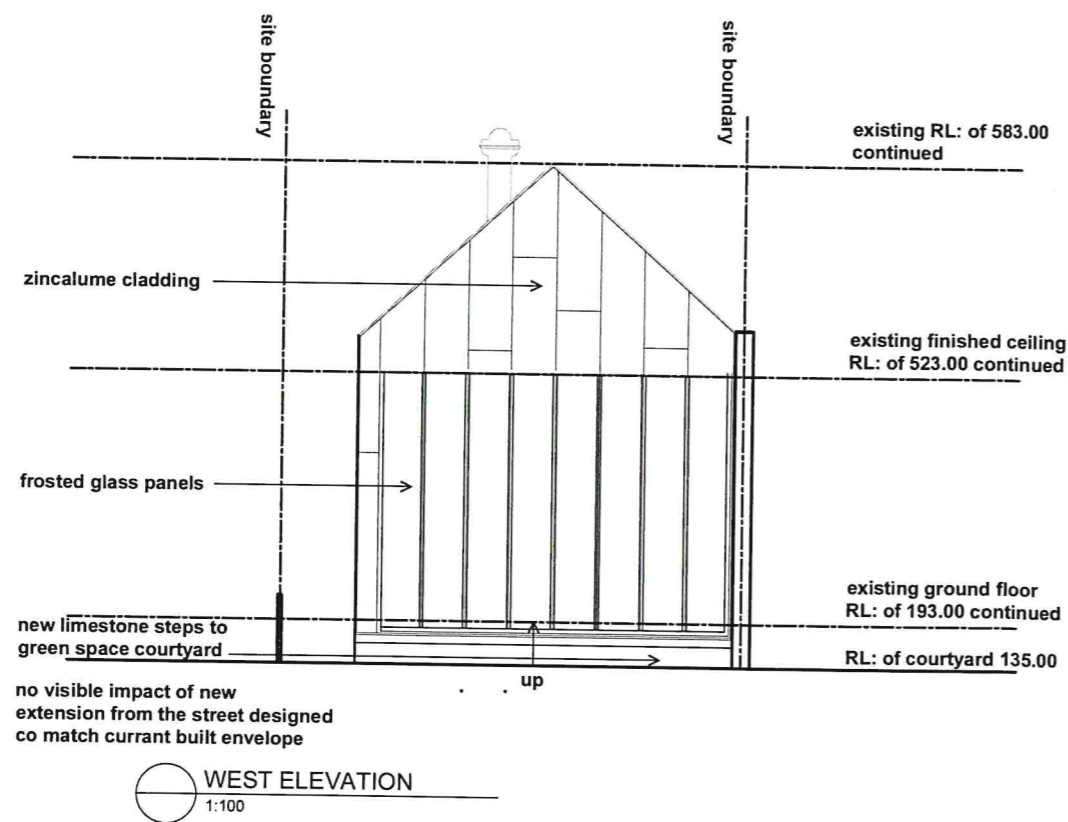 site boundary
site boundary
existing RL: of 583.00
continued
zincalume cladding
existing finished ceiling
RL: of 523.00 continued
frosted glass panels
existing ground floor
RL: of 193.00 continued
new limestone steps to
green space courtyard
RL: of courtyard 135.00
up
no visible impact of new
extension from the street designed
co match currant built envelope
WEST ELEVATION
1:100